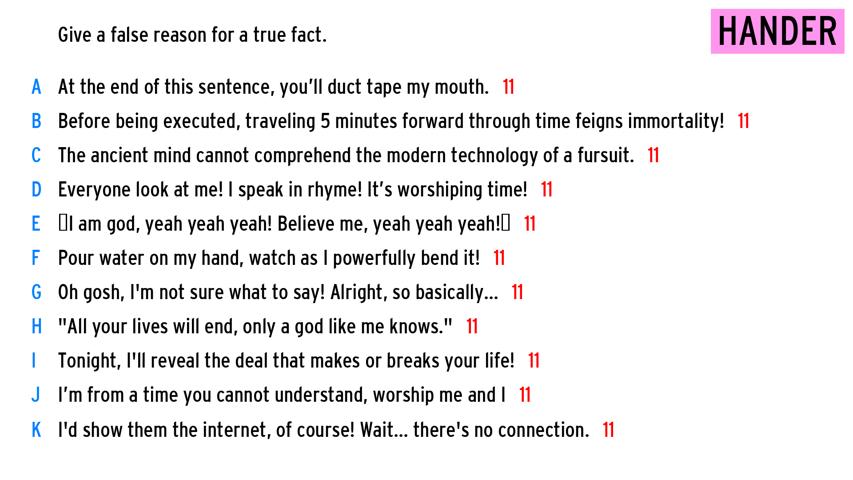 Give a false reason for a true fact.
HANDER
A At the end of this sentence, you’ll duct tape my mouth. 11
B Before being executed, traveling 5 minutes forward through time feigns immortality! 11
C The ancient mind cannot comprehend the modern technology of a fursuit. 11
D Everyone look at me! I speak in rhyme! It’s worshiping time! 11
E ▯I am god, yeah yeah yeah! Believe me, yeah yeah yeah!▯ 11
F Pour water on my hand, watch as I powerfully bend it! 11
G Oh gosh, I'm not sure what to say! Alright, so basically... 11
H "All your lives will end, only a god like me knows." 11
I Tonight, I'll reveal the deal that makes or breaks your life! 11
J I’m from a time you cannot understand, worship me and I 11
K I'd show them the internet, of course! Wait... there's no connection. 11